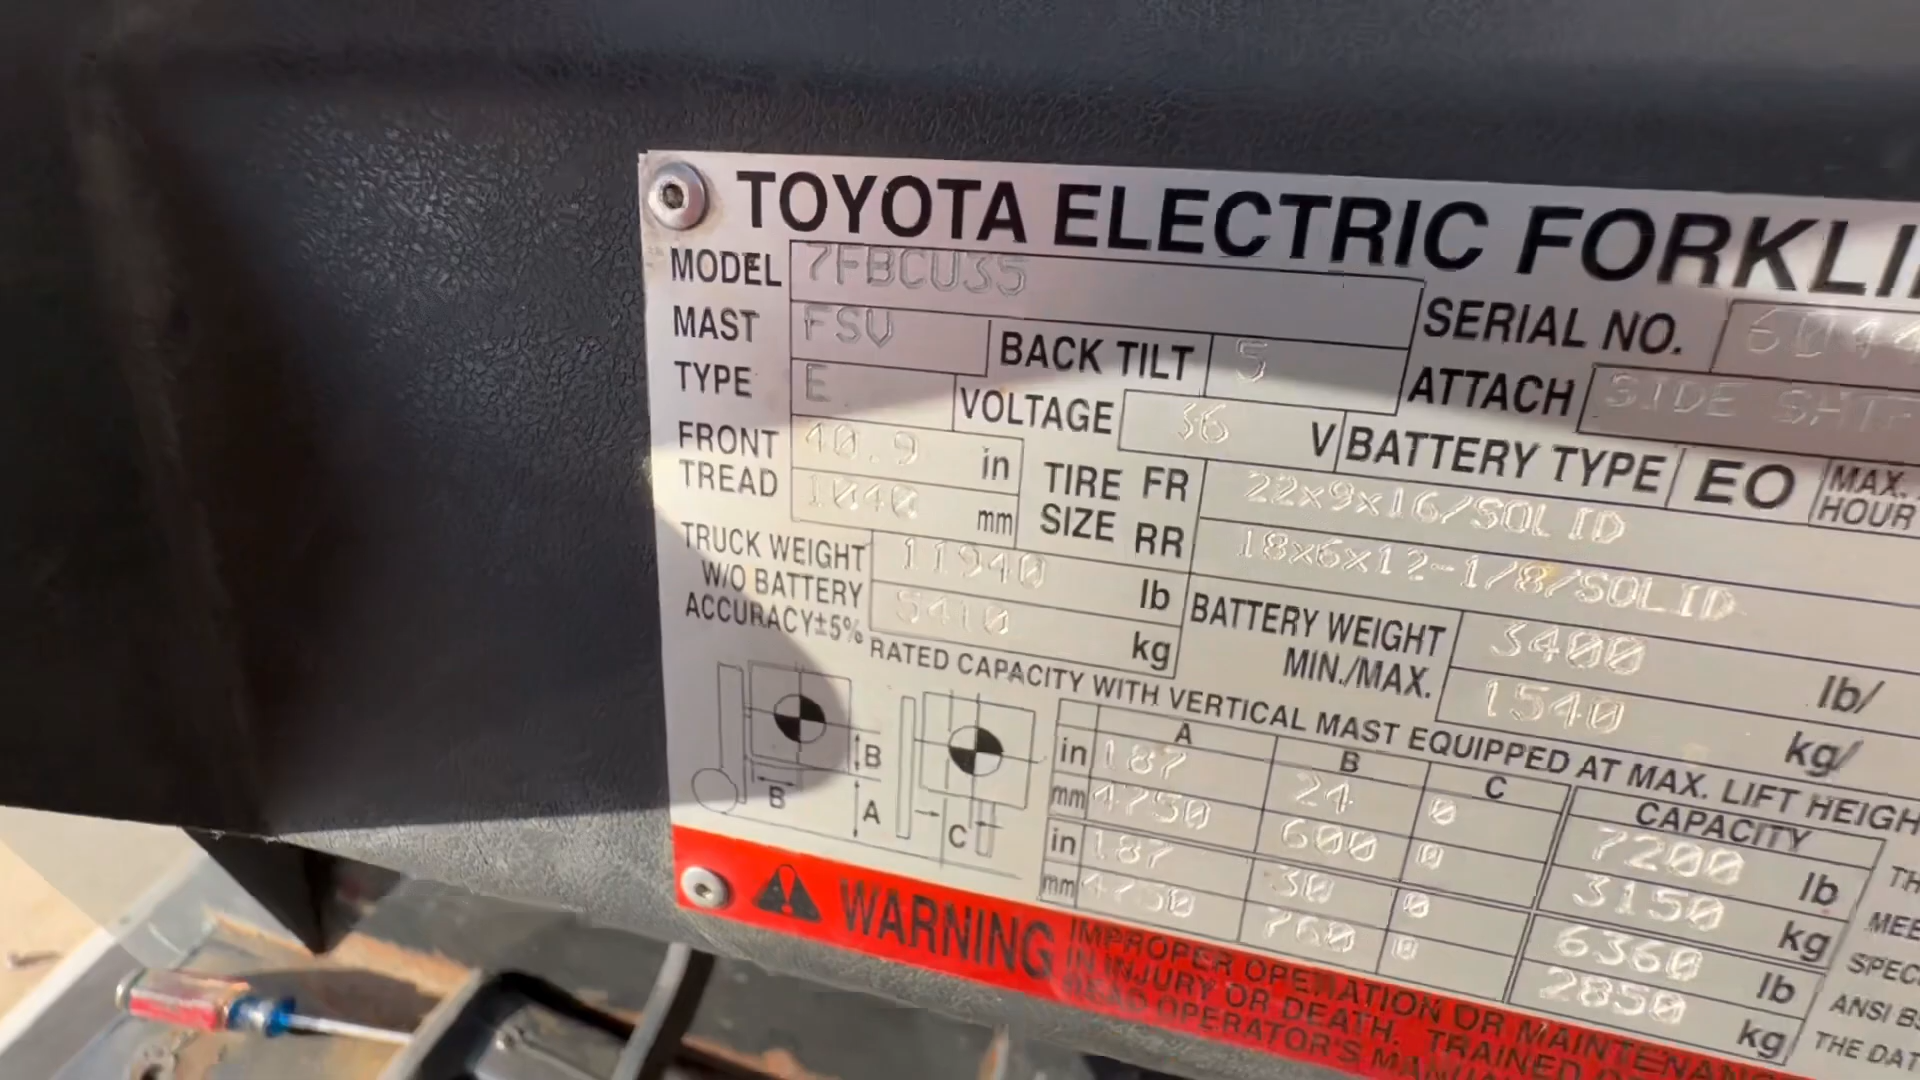 TOYOTA ELECTRIC FORKLI
MODEL 7FBCU35
SERIAL NO.
MAST FSV BACK TILT 5
ATTACH SIDE SHIF
TYPE E VOLTAGE 36 V BATTERY TYPE EO MAX. HOUR
FRONT TREAD 40.9 in
1040 mm
TIRE SIZE FR 22x9x16/SOLID
RR 18x6x12-1/8/SOLID
TRUCK WEIGHT W/O BATTERY ACCURACY±5% 11940 lb
5410 kg
BATTERY WEIGHT MIN./MAX. 3400 lb/
1540 kg/
RATED CAPACITY WITH VERTICAL MAST EQUIPPED AT MAX. LIFT HEIGH
A B C CAPACITY
in 187 24 0 7200 lb
mm 4750 600 0 3150 kg
in 187 30 0 6360 lb
mm 4750 760 0 2850 kg
B B A C
MEE
SPEC
ANSI
THE DAT
WARNING
IMPROPER OPERATION OR MAINTENAN
IN INJURY OR DEATH. TRAINED
READ OPERATOR'S MAN